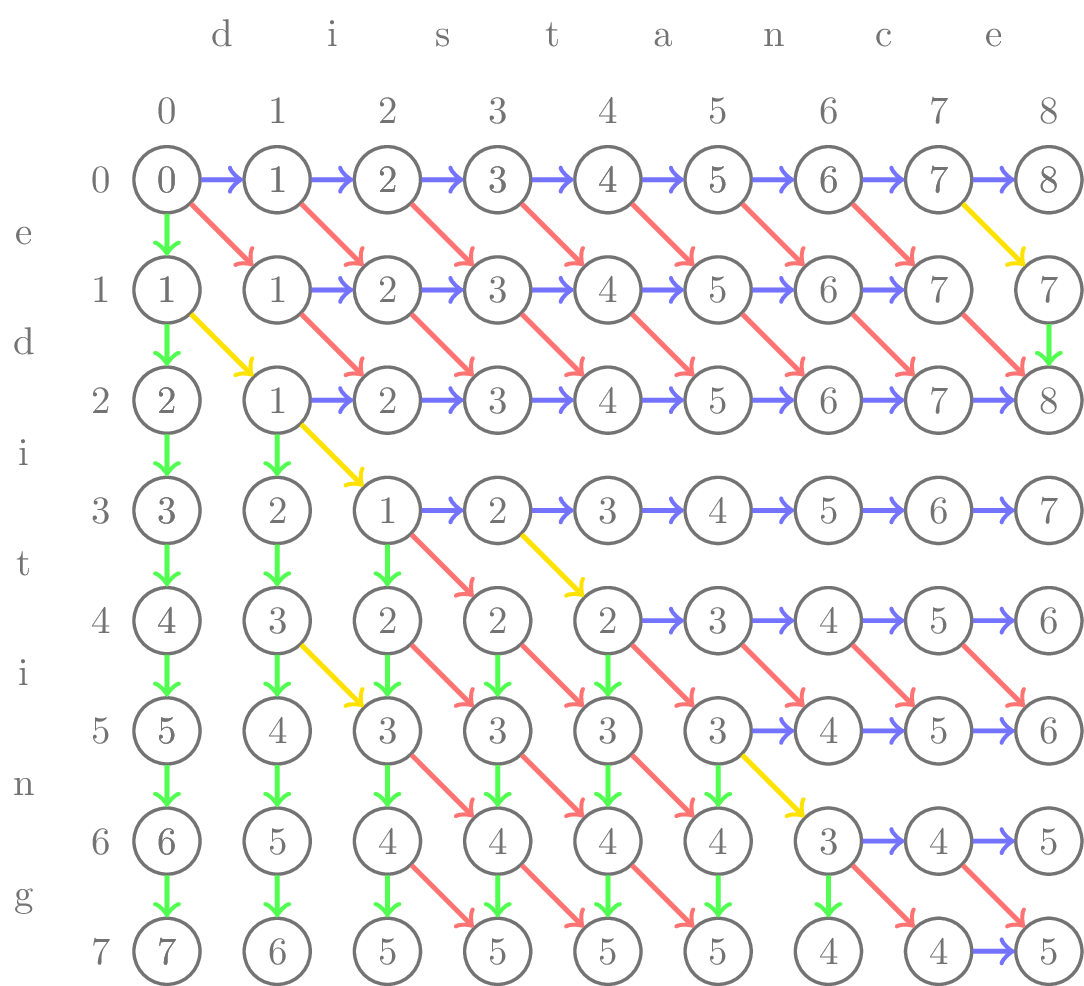 d i s t a n c e
0 1 2 3 4 5 6 7 8
0 0 1 2 3 4 5 6 7 8
e
1 1 1 2 3 4 5 6 7 7
d
2 2 1 2 3 4 5 6 7 8
i
3 3 2 1 2 3 4 5 6 7
t
4 4 3 2 2 2 3 4 5 6
i
5 5 4 3 3 3 3 4 5 6
n
6 6 5 4 4 4 4 3 4 5
g
7 7 6 5 5 5 5 4 4 5